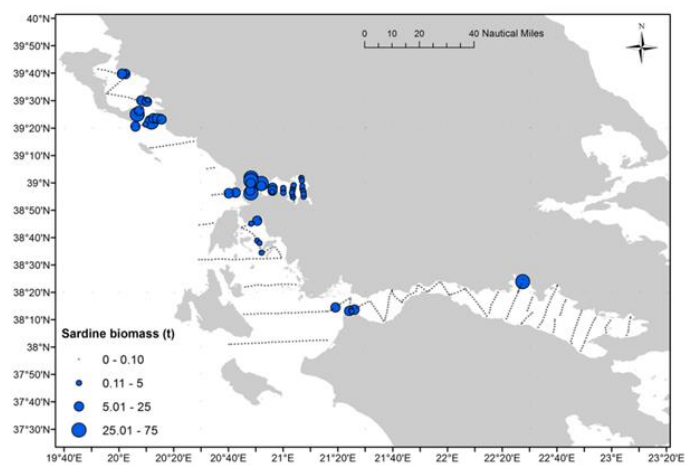 40°N
39°50'N
39°40'N
39°30'N
39°20'N
39°10'N
39°N
38°50'N
38°40'N
38°30'N
38°20'N
38°10'N
38°N
37°50'N
37°40'N
37°30'N
0 10 20 40 Nautical Miles
N
Sardine biomass (t)
0 - 0.10
0.11 - 5
5.01 - 25
25.01 - 75
19°40'E 20°E 20°20'E 20°40'E 21°E 21°20'E 21°40'E 22°E 22°20'E 22°40'E 23°E 23°20'E